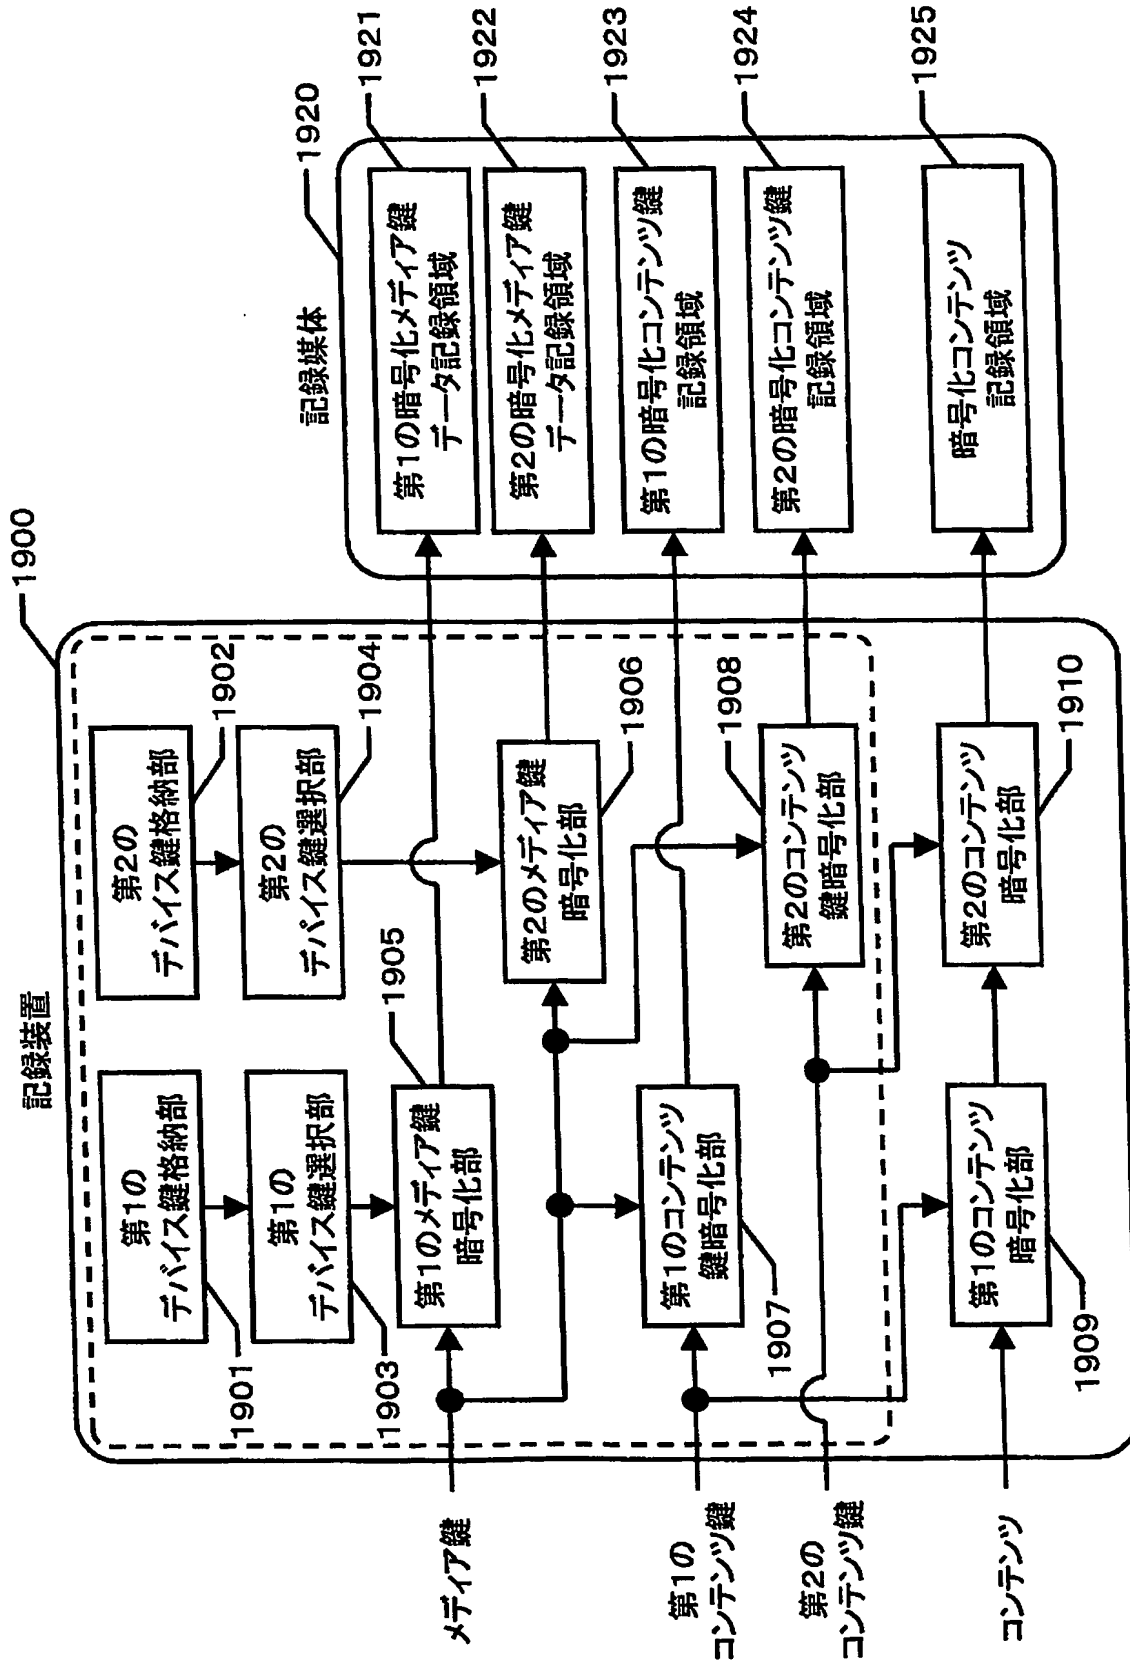 記録装置
1900
記録媒体
1920
第1の
デバイス鍵格納部
1901
第2の
デバイス鍵格納部
1902
第1の
デバイス鍵選択部
1903
第2の
デバイス鍵選択部
1904
メディア鍵
第1のメディア鍵
暗号化部
1905
第2のメディア鍵
暗号化部
1906
第1の
コンテンツ鍵
第1のコンテンツ
鍵暗号化部
1907
第2の
コンテンツ鍵
第2のコンテンツ
鍵暗号化部
1908
コンテンツ
第1のコンテンツ
暗号化部
1909
第2のコンテンツ
暗号化部
1910
第1の暗号化メディア鍵
データ記録領域
1921
第2の暗号化メディア鍵
データ記録領域
1922
第1の暗号化コンテンツ鍵
記録領域
1923
第2の暗号化コンテンツ鍵
記録領域
1924
暗号化コンテンツ
記録領域
1925